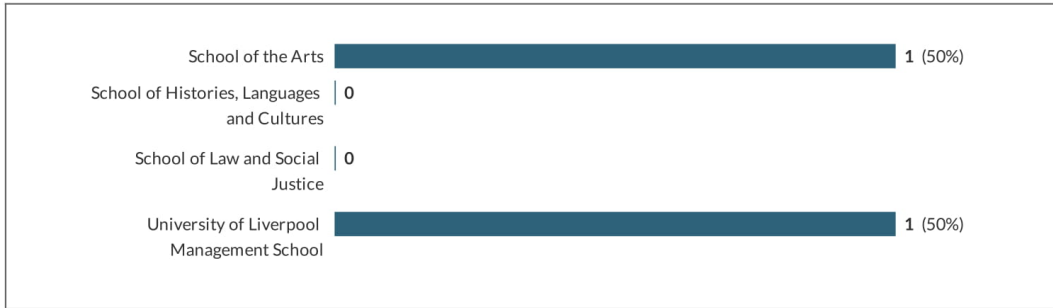 School of the Arts 1 (50%)
School of Histories, Languages 0
and Cultures
School of Law and Social 0
Justice
University of Liverpool 1 (50%)
Management School